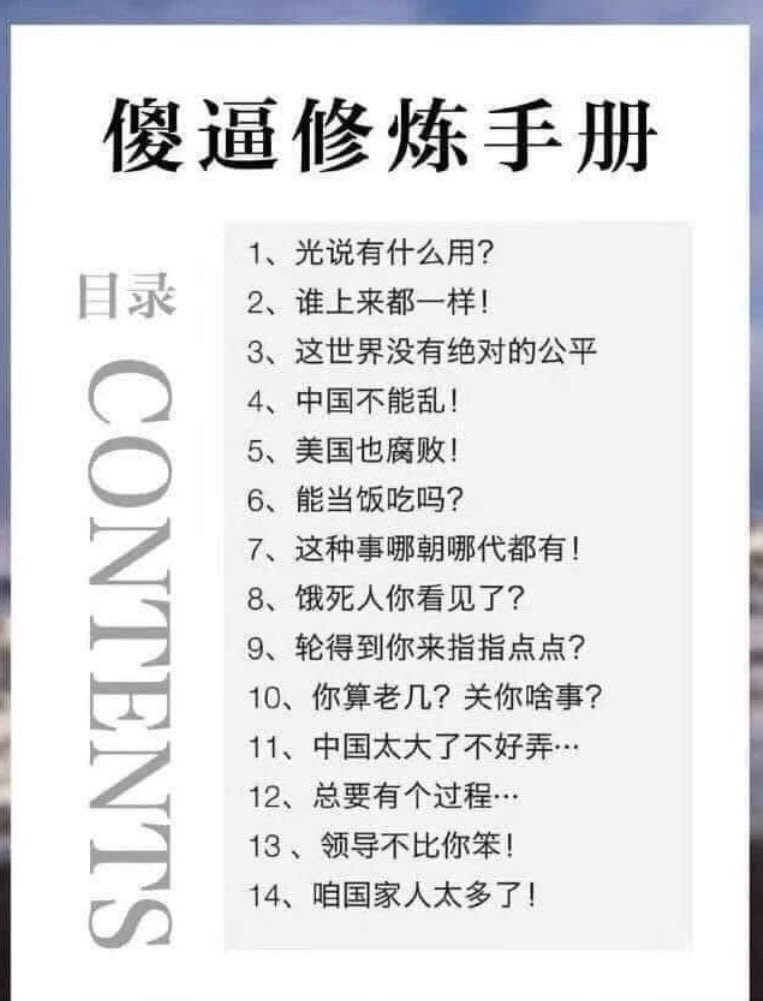 傻逼修炼手册
目录
CONTENTS
1、光说有什么用?
2、谁上来都一样!
3、这世界没有绝对的公平
4、中国不能乱!
5、美国也腐败!
6、能当饭吃吗?
7、这种事哪朝哪代都有!
8、饿死人你看见了?
9、轮得到你来指指点点?
10、你算老几? 关你啥事?
11、中国太大了不好弄…
12、总要有个过程…
13 、领导不比你笨!
14、咱国家人太多了!